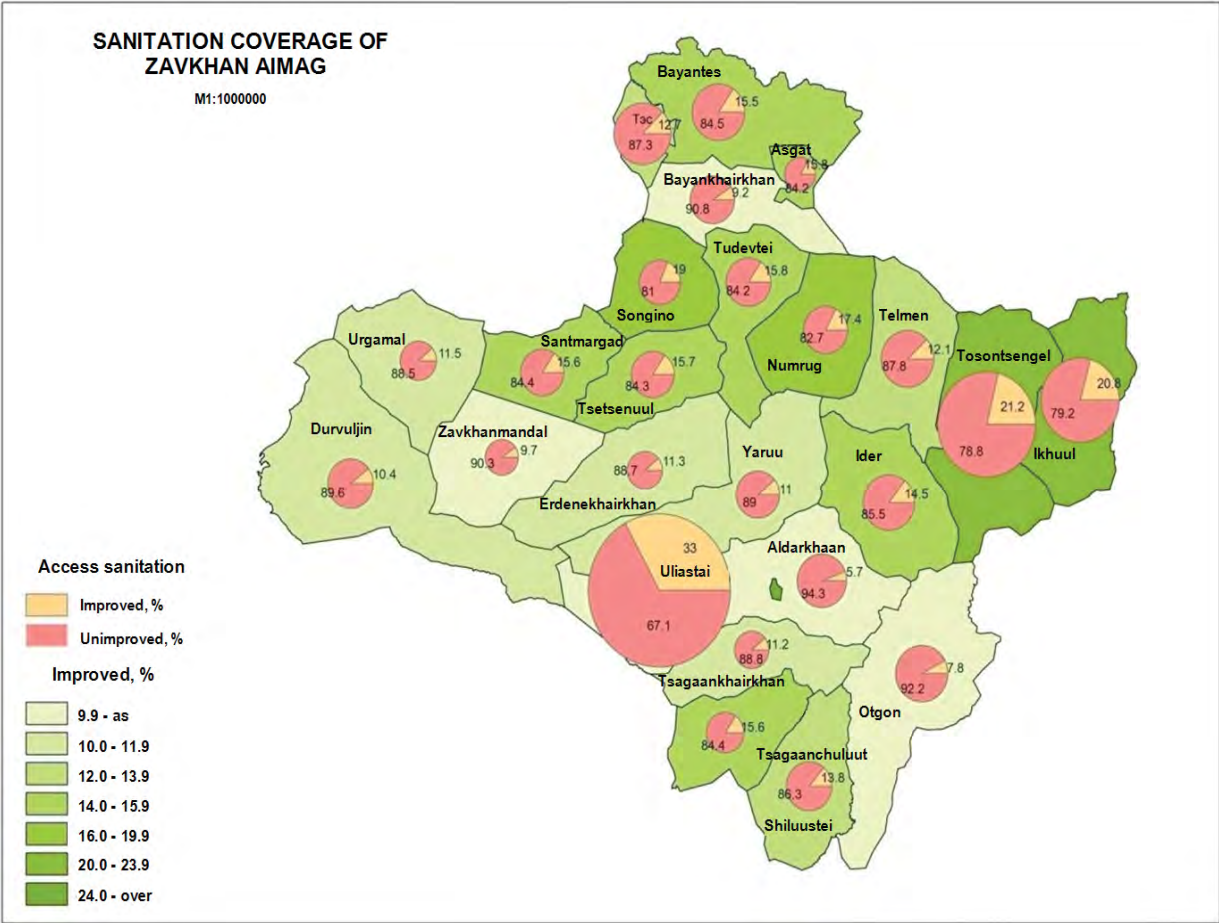 SANITATION COVERAGE OF
ZAVKHAN AIMAG
M1:1000000
Bayantes
15.5
84.5
Тэс
12.7
87.3
Asgat
15.8
84.2
Bayankhairkhan
9.2
90.8
Tudevtei
15.8
84.2
19
81
Songino
17.4
82.7
Numrug
Telmen
12.1
87.8
Tosontsengel
21.2
78.8
20.8
79.2
Ikhuul
Urgamal
11.5
88.5
Santmargad
15.6
84.4
15.7
84.3
Tsetsenuul
Durvuljin
10.4
89.6
Zavkhanmandal
9.7
90.3
11.3
88.7
Erdenekhairkhan
Yaruu
11
89
Ider
14.5
85.5
33
Uliastai
67.1
Aldarkhaan
5.7
94.3
11.2
88.8
Tsagaankhairkhan
7.8
92.2
Otgon
15.6
84.4
Tsagaanchuluut
13.8
86.3
Shiluustei
Access sanitation
Improved, %
Unimproved, %
Improved, %
9.9 - as
10.0 - 11.9
12.0 - 13.9
14.0 - 15.9
16.0 - 19.9
20.0 - 23.9
24.0 - over